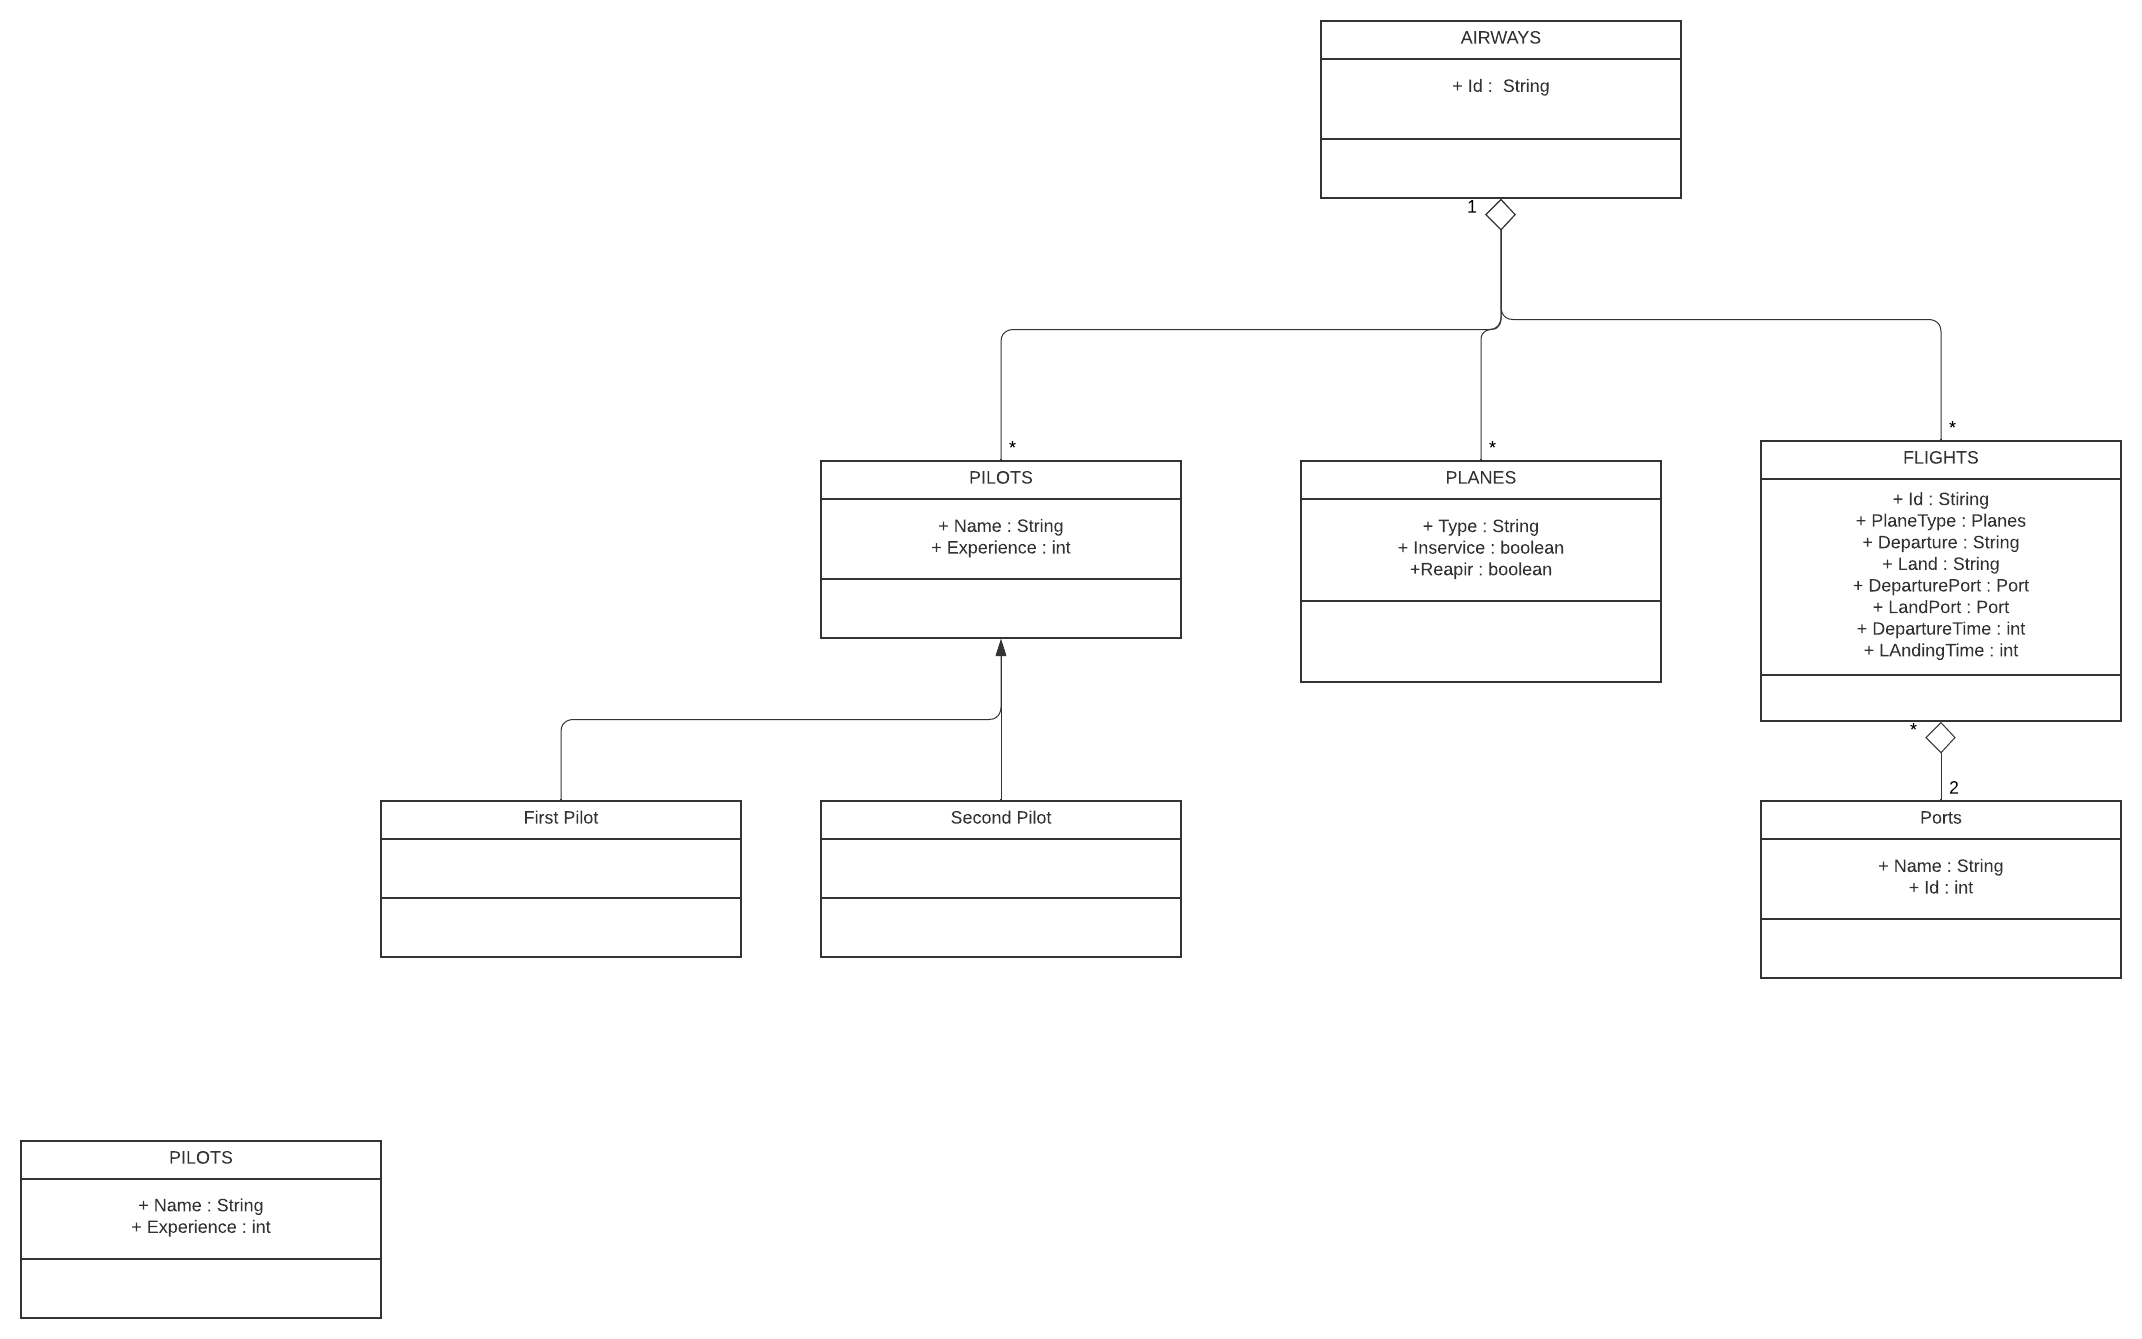 AIRWAYS
+ Id :  String
1
*
PILOTS
+ Name : String
+ Experience : int
*
PLANES
+ Type : String
+ Inservice : boolean
+Reapir : boolean
*
FLIGHTS
+ Id : Stiring
+ PlaneType : Planes
+ Departure : String
+ Land : String
+ DeparturePort : Port
+ LandPort : Port
+ DepartureTime : int
+ LAndingTime : int
*
2
First Pilot
Second Pilot
Ports
+ Name : String
+ Id : int
PILOTS
+ Name : String
+ Experience : int